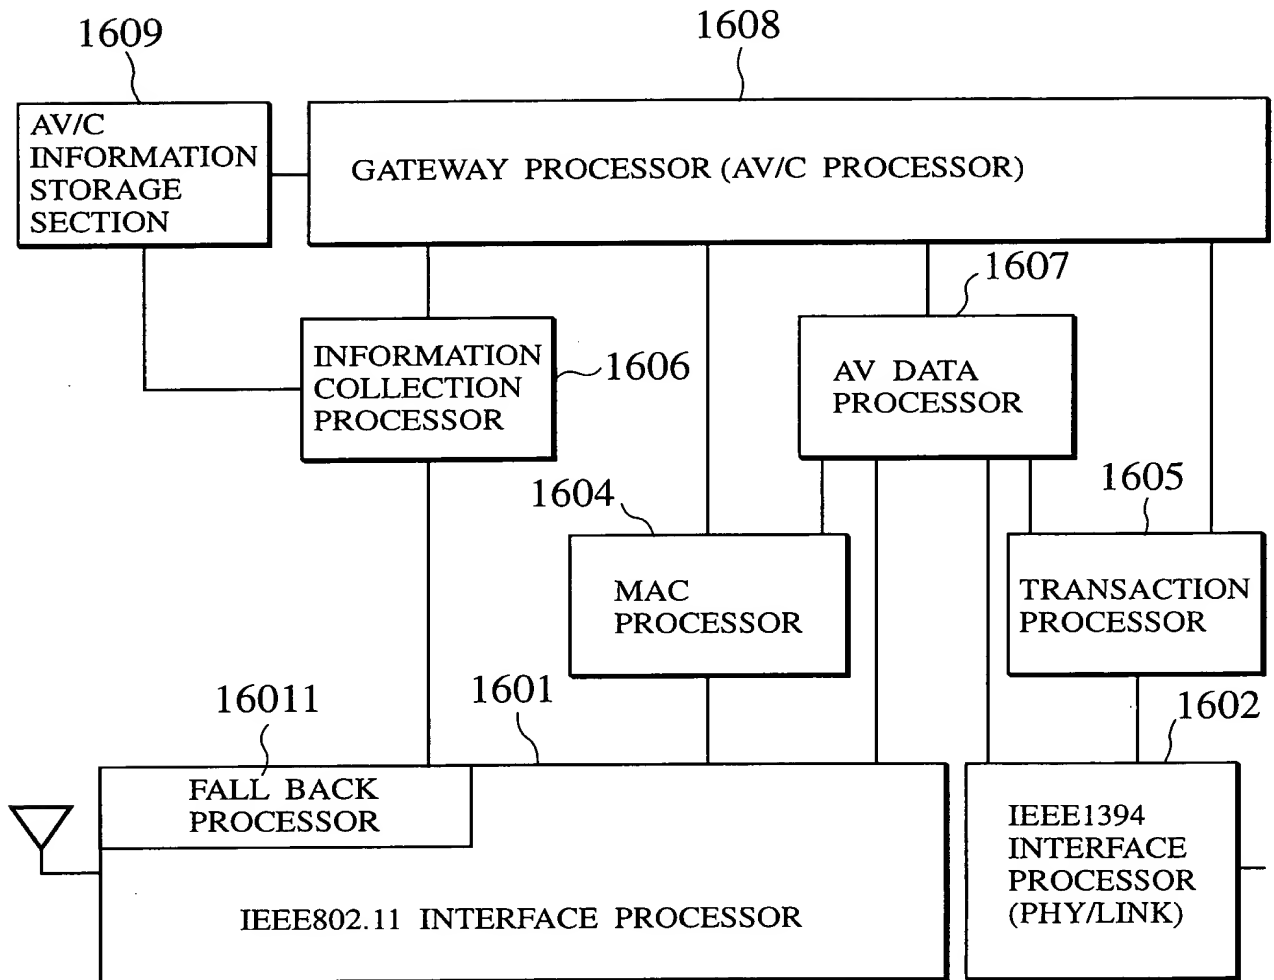 1609
1608
AV/C
INFORMATION
STORAGE
SECTION
GATEWAY PROCESSOR (AV/C PROCESSOR)
1607
INFORMATION
COLLECTION
PROCESSOR
1606
AV DATA
PROCESSOR
1604
1605
MAC
PROCESSOR
TRANSACTION
PROCESSOR
16011
1601
1602
FALL BACK
PROCESSOR
IEEE802.11 INTERFACE PROCESSOR
IEEE1394
INTERFACE
PROCESSOR
(PHY/LINK)